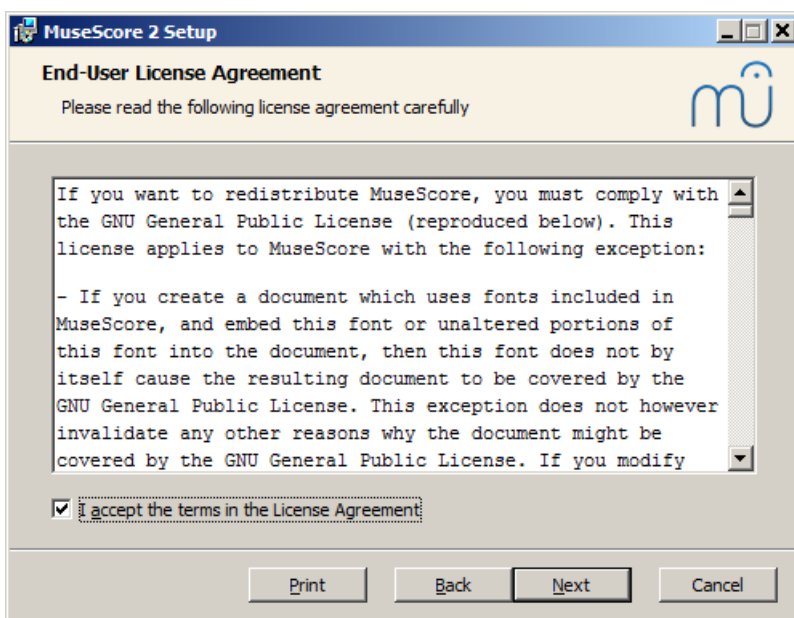 MuseScore 2 Setup
End-User License Agreement
Please read the following license agreement carefully
If you want to redistribute MuseScore, you must comply with
the GNU General Public License (reproduced below). This
license applies to MuseScore with the following exception:
- If you create a document which uses fonts included in
MuseScore, and embed this font or unaltered portions of
this font into the document, then this font does not by
itself cause the resulting document to be covered by the
GNU General Public License. This exception does not however
invalidate any other reasons why the document might be
covered by the GNU General Public License. If you modify
I accept the terms in the License Agreement
Print Back Next Cancel